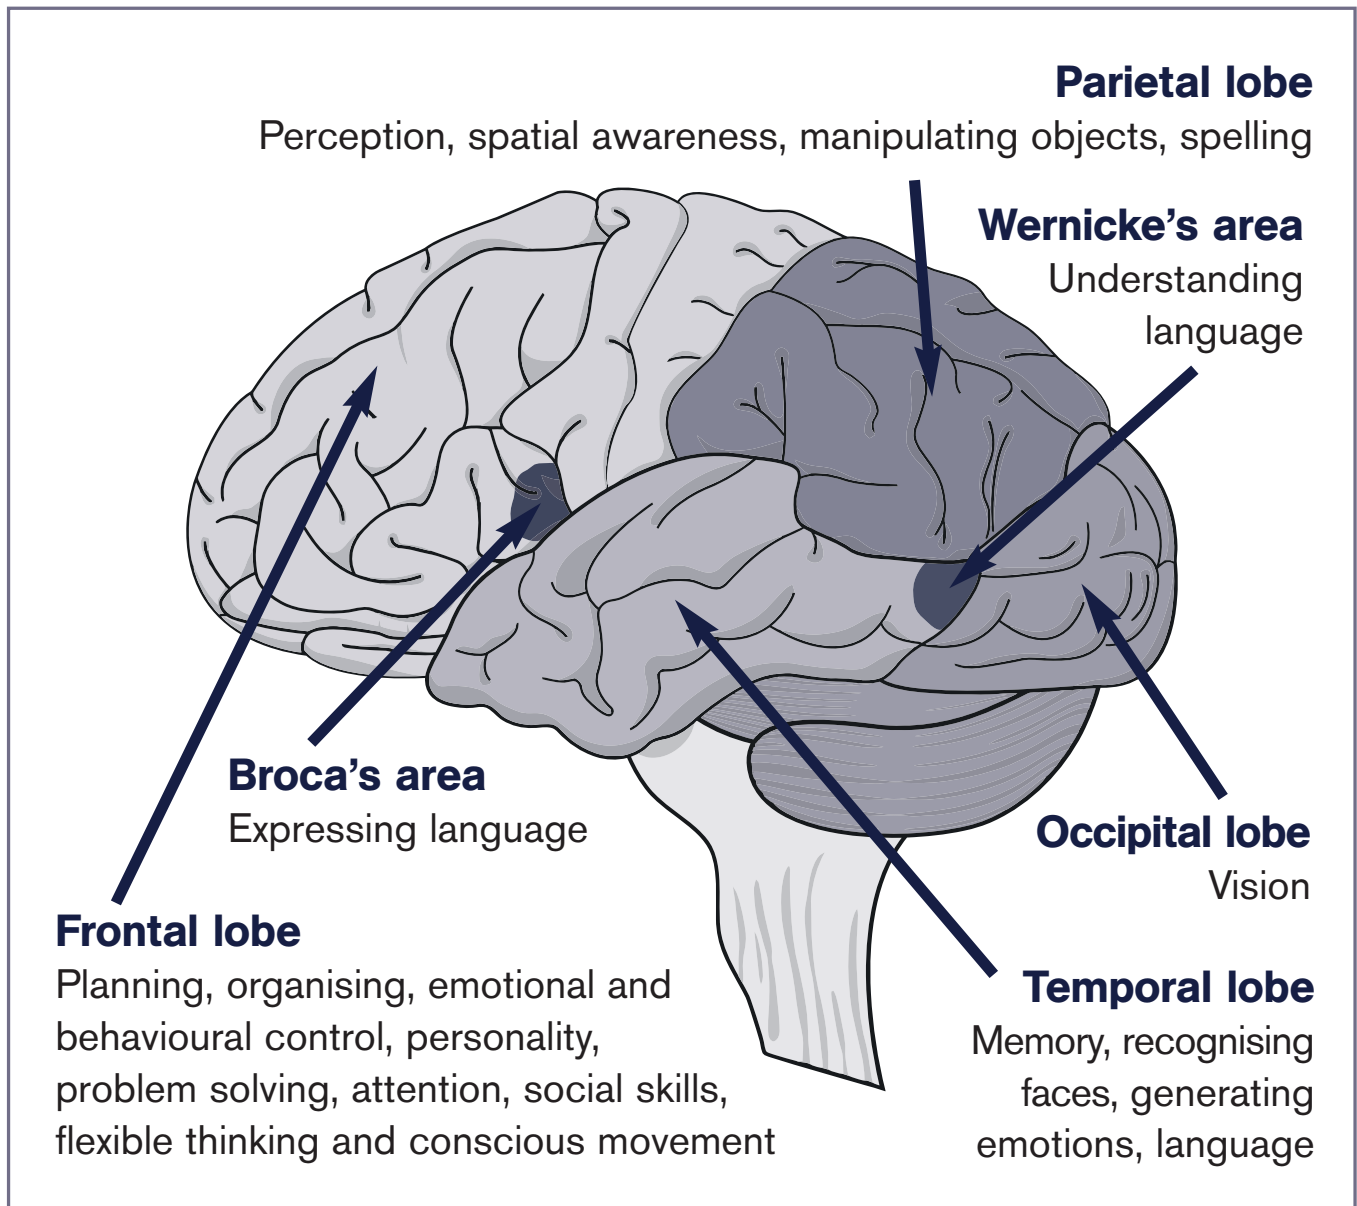 Parietal lobe
Perception, spatial awareness, manipulating objects, spelling
Wernicke’s area
Understanding
language
Broca’s area
Expressing language
Occipital lobe
Vision
Frontal lobe
Planning, organising, emotional and
behavioural control, personality,
problem solving, attention, social skills,
flexible thinking and conscious movement
Temporal lobe
Memory, recognising
faces, generating
emotions, language